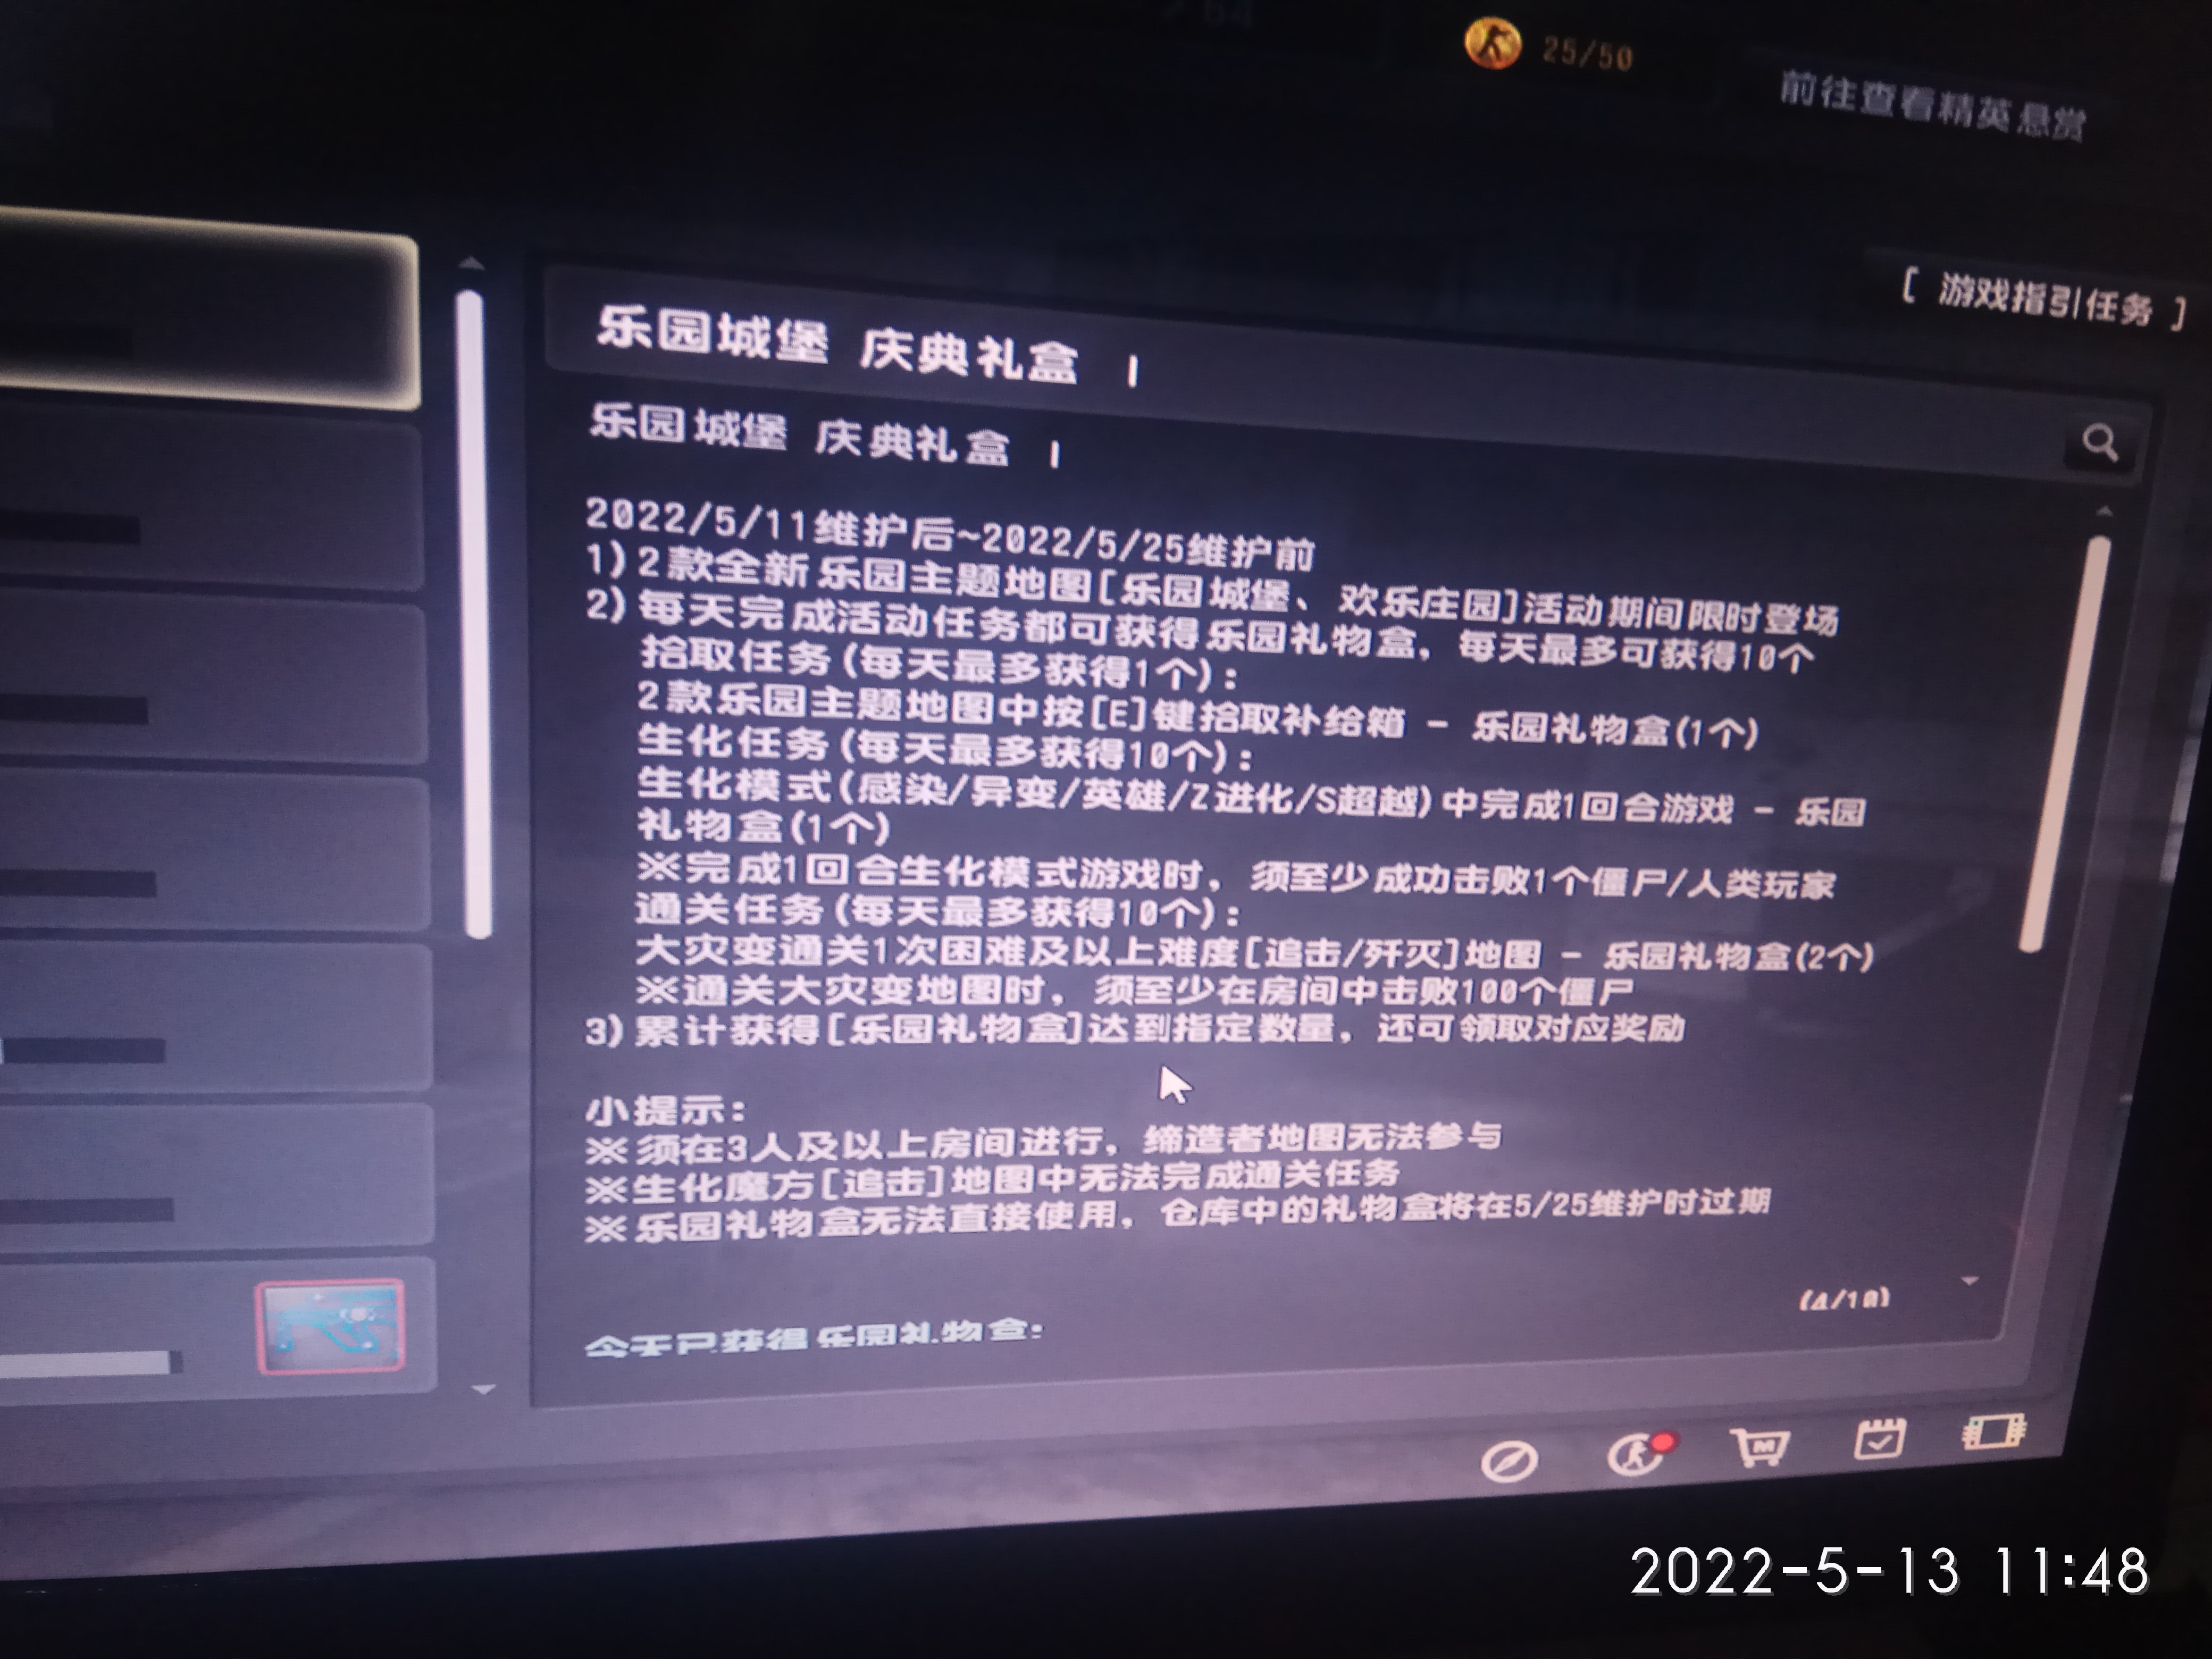 25/50
前往查看精英悬赏
[ 游戏指引任务 ]
乐园城堡 庆典礼盒 I
乐园城堡 庆典礼盒 I
2022/5/11维护后~2022/5/25维护前
1)2款全新乐园主题地图[乐园城堡、欢乐庄园]活动期间限时登场
2)每天完成活动任务都可获得乐园礼物盒，每天最多可获得10个
拾取任务(每天最多获得1个):
2款乐园主题地图中按[E]键拾取补给箱 - 乐园礼物盒(1个)
生化任务(每天最多获得10个):
生化模式(感染/异变/英雄/Z进化/S超越)中完成1回合游戏 - 乐园
礼物盒(1个)
※完成1回合生化模式游戏时，须至少成功击败1个僵尸/人类玩家
通关任务(每天最多获得10个):
大灾变通关1次困难及以上难度[追击/歼灭]地图 - 乐园礼物盒(2个)
※通关大灾变地图时，须至少在房间中击败100个僵尸
3)累计获得[乐园礼物盒]达到指定数量，还可领取对应奖励
小提示:
※须在3人及以上房间进行，缔造者地图无法参与
※生化魔方[追击]地图中无法完成通关任务
※乐园礼物盒无法直接使用，仓库中的礼物盒将在5/25维护时过期
今天已获得乐园礼物盒:
(4/10)
2022-5-13 11:48